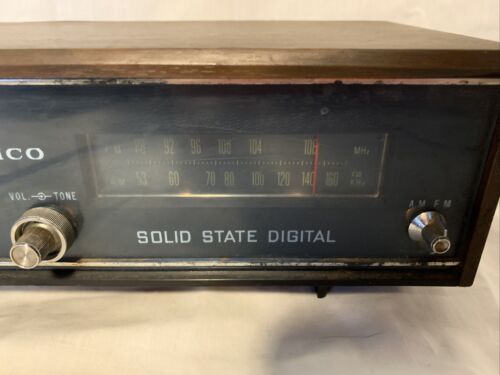 ICO
FM 88 92 96 100 104 108 MHz
AM 53 60 70 80 100 120 140 160 KHz
VOL. TONE
AM FM
SOLID STATE DIGITAL